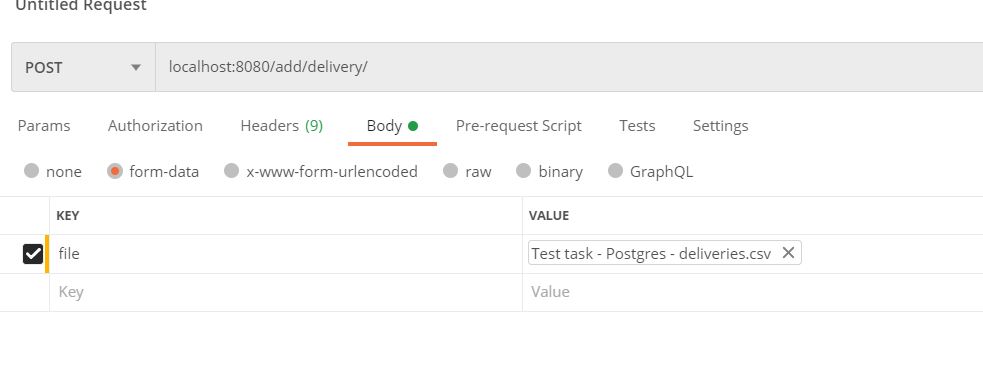 Untitled Request
POST localhost:8080/add/delivery/
Params Authorization Headers (9) Body Pre-request Script Tests Settings
none form-data x-www-form-urlencoded raw binary GraphQL
KEY VALUE
file Test task - Postgres - deliveries.csv
Key Value